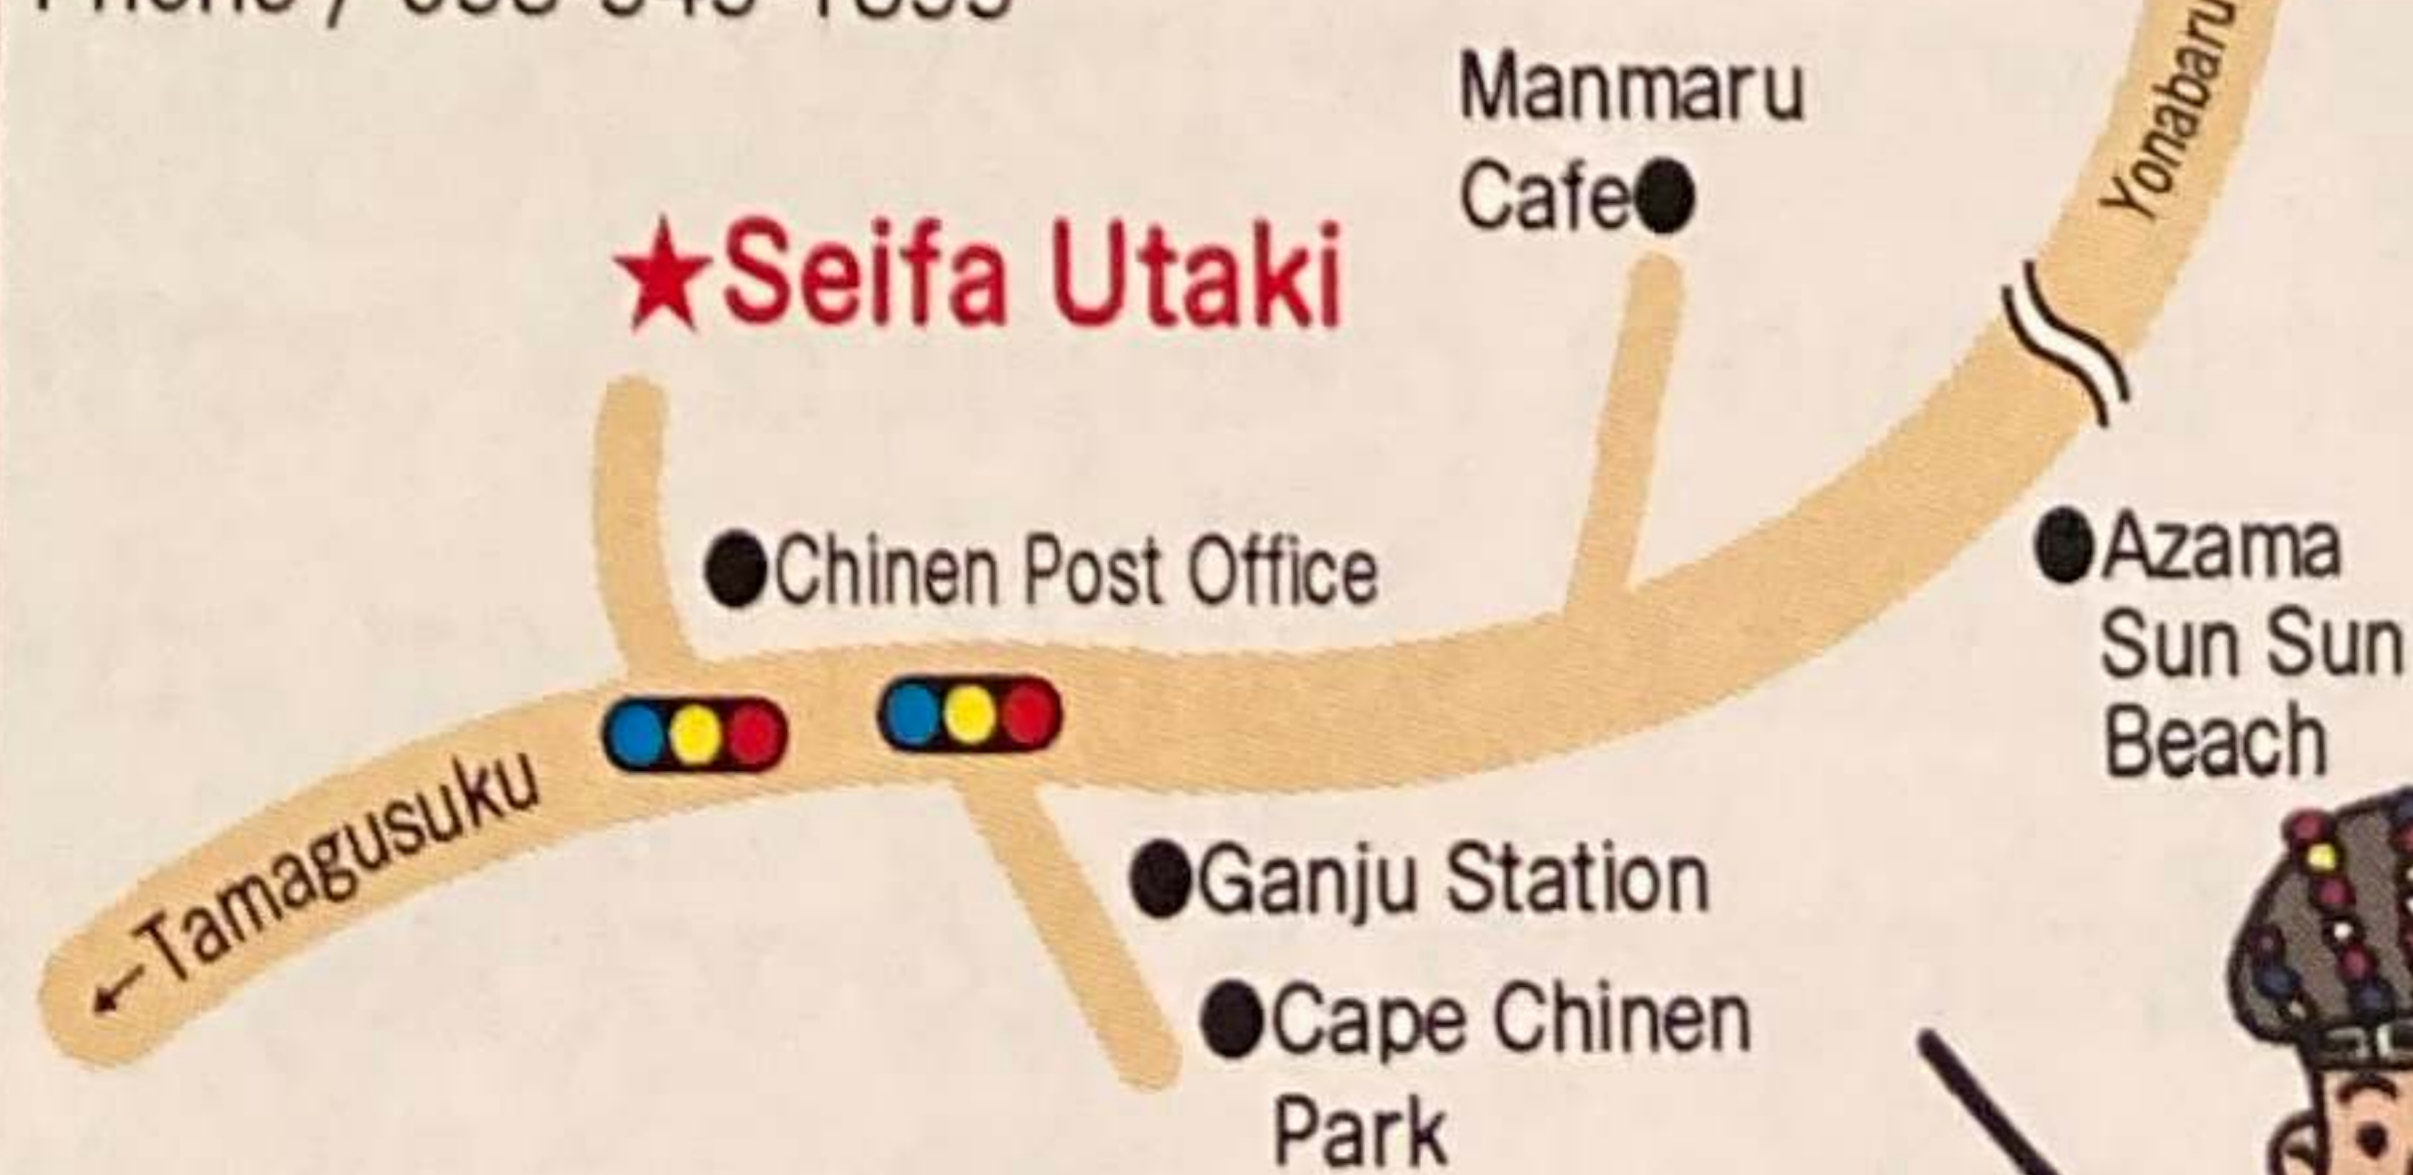 Manmaru
Cafe
Yonabaru
★Seifa Utaki
Chinen Post Office
Azama
Sun Sun
Beach
←Tamagusuku
Ganju Station
Cape Chinen
Park